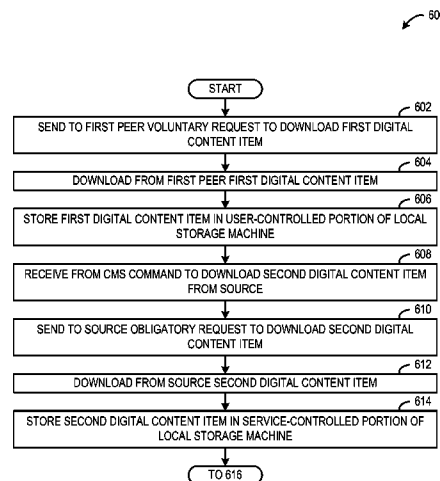 60
START
602
SEND TO FIRST PEER VOLUNTARY REQUEST TO DOWNLOAD FIRST DIGITAL
CONTENT ITEM
604
DOWNLOAD FROM FIRST PEER FIRST DIGITAL CONTENT ITEM
606
STORE FIRST DIGITAL CONTENT ITEM IN USER-CONTROLLED PORTION OF LOCAL
STORAGE MACHINE
608
RECEIVE FROM CMS COMMAND TO DOWNLOAD SECOND DIGITAL CONTENT ITEM
FROM SOURCE
610
SEND TO SOURCE OBLIGATORY REQUEST TO DOWNLOAD SECOND DIGITAL
CONTENT ITEM
612
DOWNLOAD FROM SOURCE SECOND DIGITAL CONTENT ITEM
614
STORE SECOND DIGITAL CONTENT ITEM IN SERVICE-CONTROLLED PORTION OF
LOCAL STORAGE MACHINE
TO 616